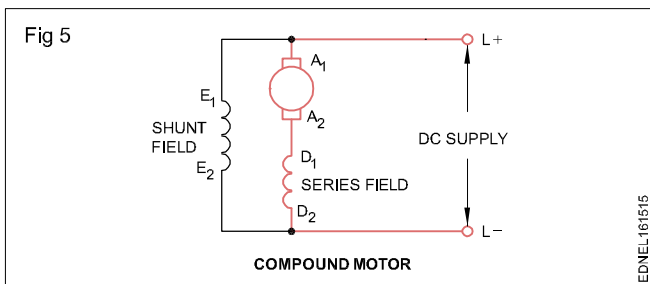 Fig 5
L+
A1
A2
E1
SHUNT
FIELD
E2
DC SUPPLY
D1
SERIES FIELD
D2
L−
COMPOUND MOTOR
EDNEL161515